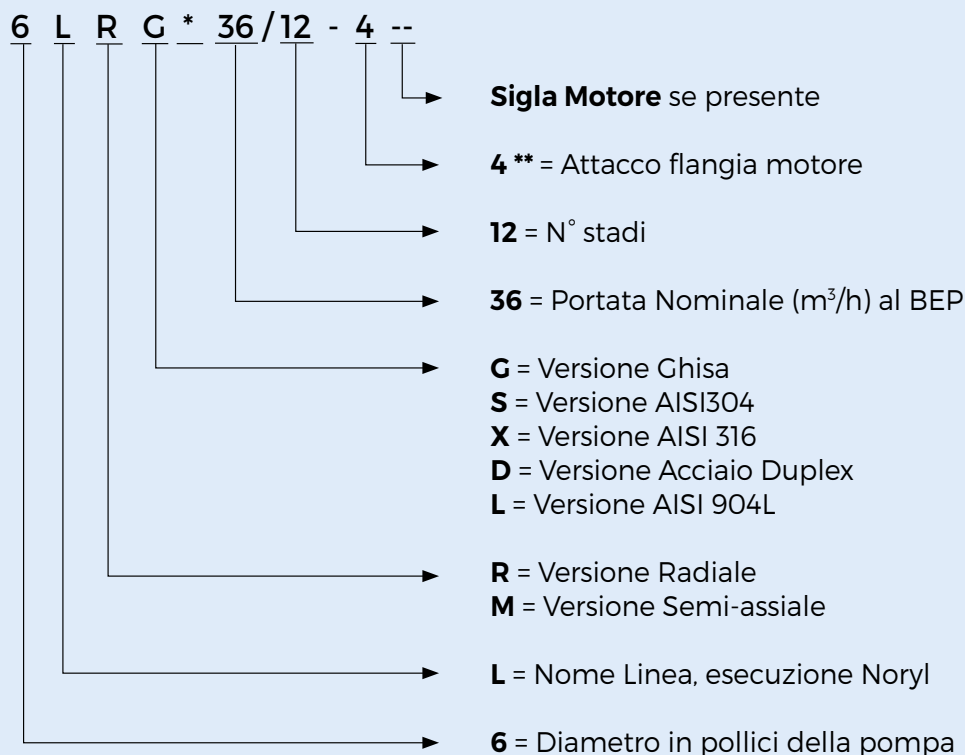 6 L R G * 36 / 12 - 4 --
Sigla Motore se presente
4 ** = Attacco flangia motore
12 = N° stadi
36 = Portata Nominale (m³/h) al BEP
G = Versione Ghisa
S = Versione AISI304
X = Versione AISI 316
D = Versione Acciaio Duplex
L = Versione AISI 904L
R = Versione Radiale
M = Versione Semi-assiale
L = Nome Linea, esecuzione Noryl
6 = Diametro in pollici della pompa